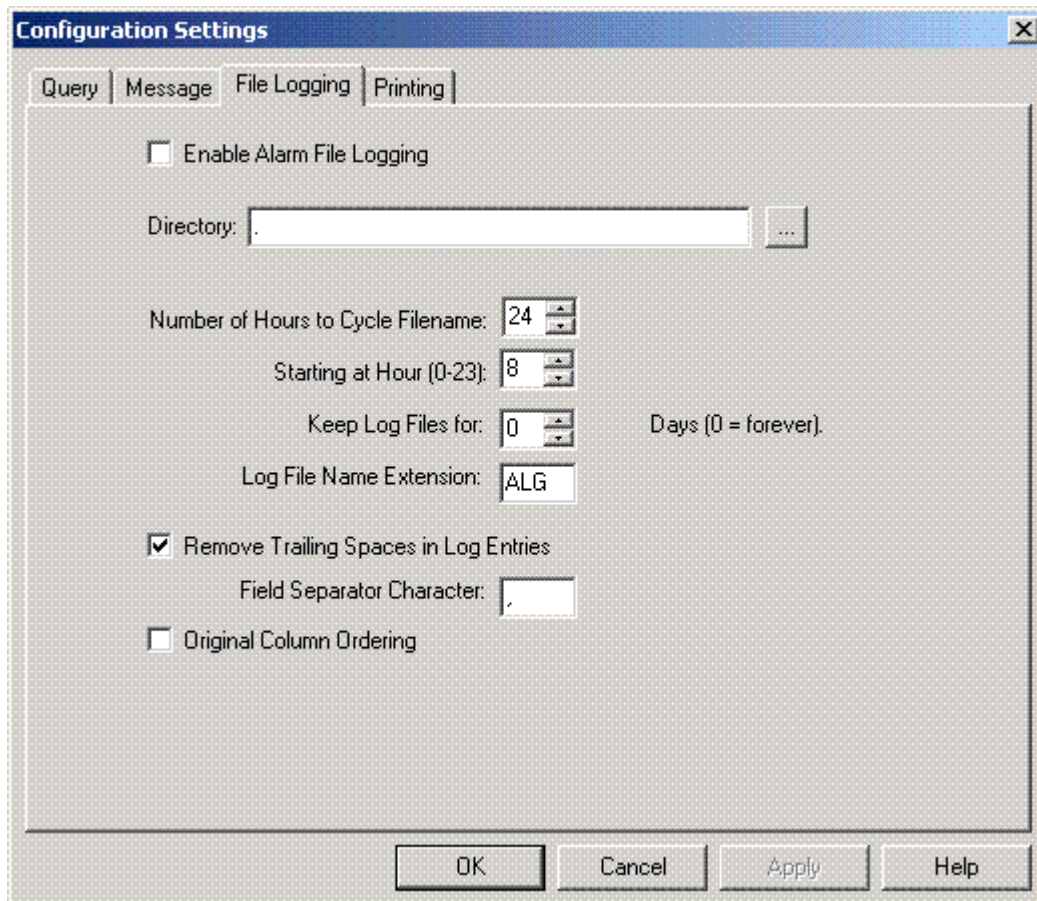 Configuration Settings
Query Message File Logging Printing
Enable Alarm File Logging
Directory: . ...
Number of Hours to Cycle Filename: 24
Starting at Hour (0-23): 8
Keep Log Files for: 0 Days (0 = forever).
Log File Name Extension: ALG
Remove Trailing Spaces in Log Entries
Field Separator Character: ,
Original Column Ordering
OK Cancel Apply Help